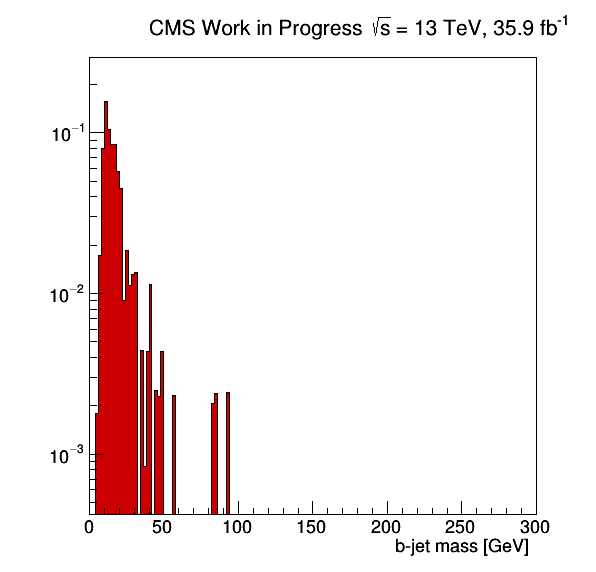 CMS Work in Progress √s = 13 TeV, 35.9 fb⁻¹
10⁻¹
10⁻²
10⁻³
0 50 100 150 200 250 300
b-jet mass [GeV]